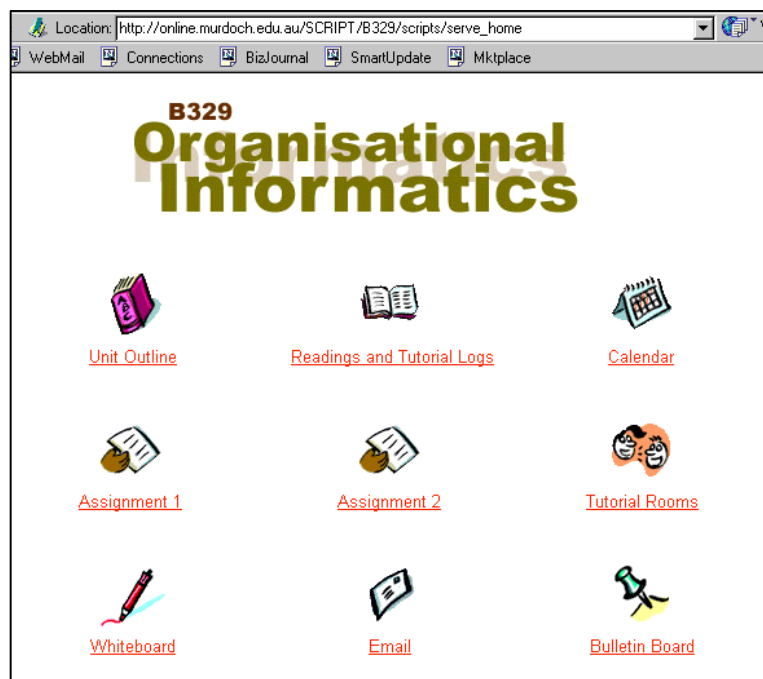 Location: http://online.murdoch.edu.au/SCRIPT/B329/scripts/serve_home
WebMail Connections BizJournal SmartUpdate Mktplace
B329
Organisational
Informatics
Informatics
Unit Outline Readings and Tutorial Logs Calendar
Assignment 1 Assignment 2 Tutorial Rooms
Whiteboard Email Bulletin Board